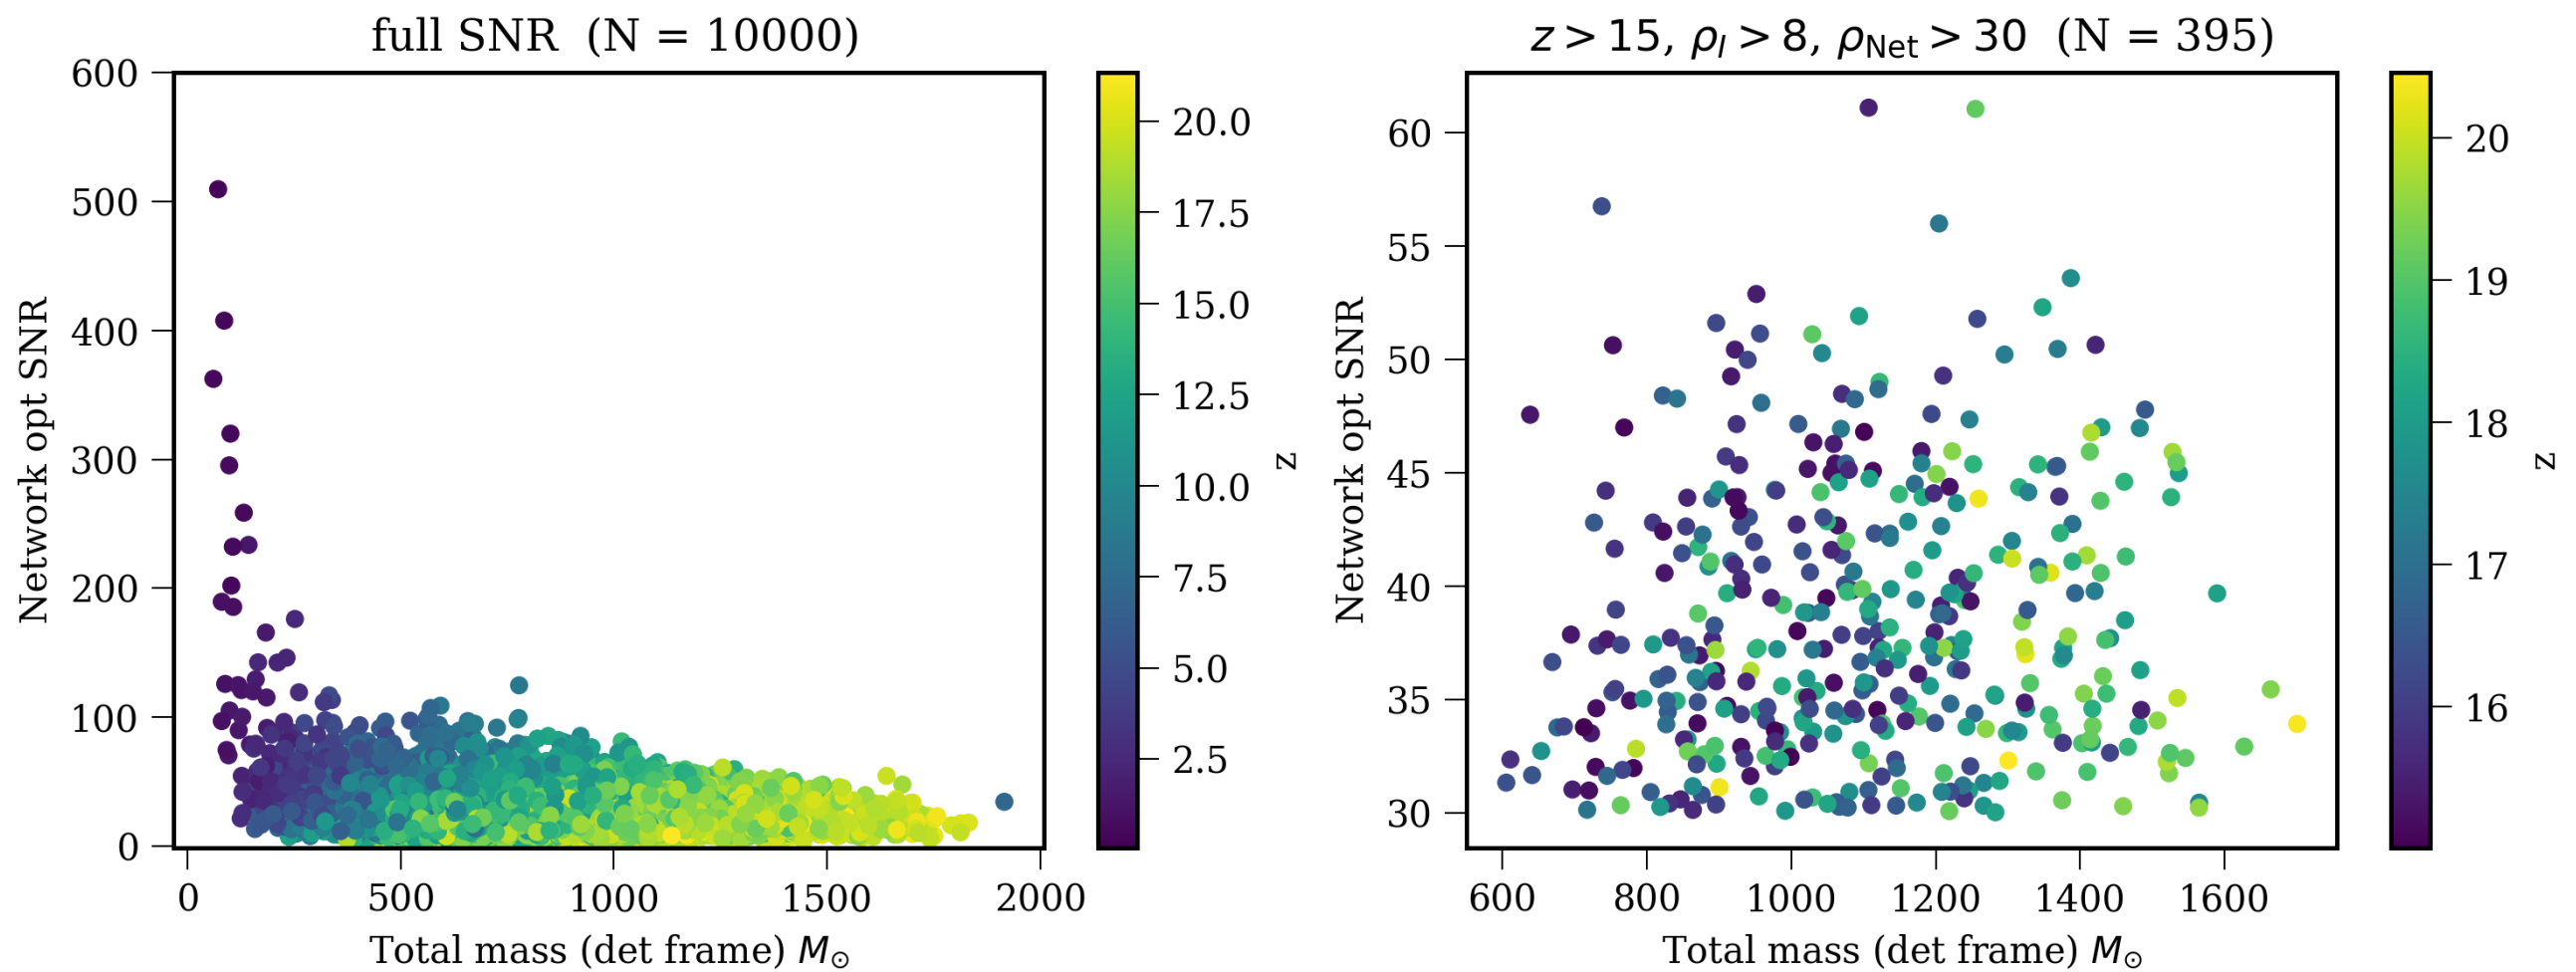 full SNR (N = 10000)
600
500
400
300
200
100
0
Network opt SNR
0 500 1000 1500 2000
Total mass (det frame) M⊙
20.0
17.5
15.0
12.5
10.0
7.5
5.0
2.5
z
z > 15, ρI > 8, ρNet > 30 (N = 395)
60
55
50
45
40
35
30
Network opt SNR
600 800 1000 1200 1400 1600
Total mass (det frame) M⊙
20
19
18
17
16
z